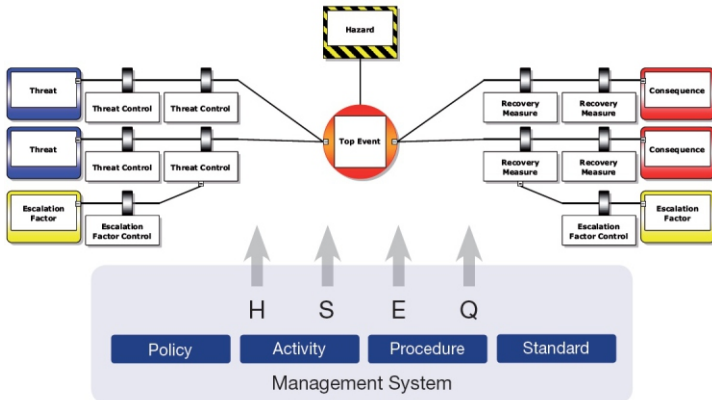 Hazard
Threat
Threat Control
Threat Control
Top Event
Recovery
Measure
Recovery
Measure
Consequence
Threat
Threat Control
Threat Control
Recovery
Measure
Recovery
Measure
Consequence
Escalation
Factor
Escalation
Factor Control
Escalation
Factor Control
Escalation
Factor
H S E Q
Policy Activity Procedure Standard
Management System